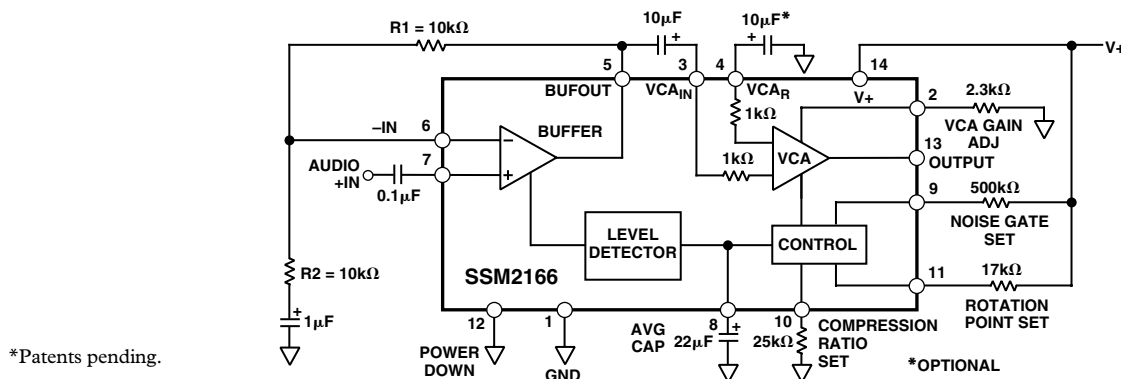 10μF
10μF*
R1 = 10kΩ
+
+
V+
5
3
4
14
BUFOUT
VCAIN
VCAR
V+
2
2.3kΩ
VCA GAIN
ADJ
1kΩ
–IN
6
BUFFER
–
13
OUTPUT
VCA
7
AUDIO
+IN
+
1kΩ
0.1μF
9
500kΩ
NOISE GATE
SET
LEVEL
DETECTOR
CONTROL
R2 = 10kΩ
SSM2166
11
17kΩ
ROTATION
POINT SET
+
1μF
12
1
AVG
CAP
8
+
22μF
10
25kΩ
COMPRESSION
RATIO
SET
POWER
DOWN
GND
*OPTIONAL
*Patents pending.